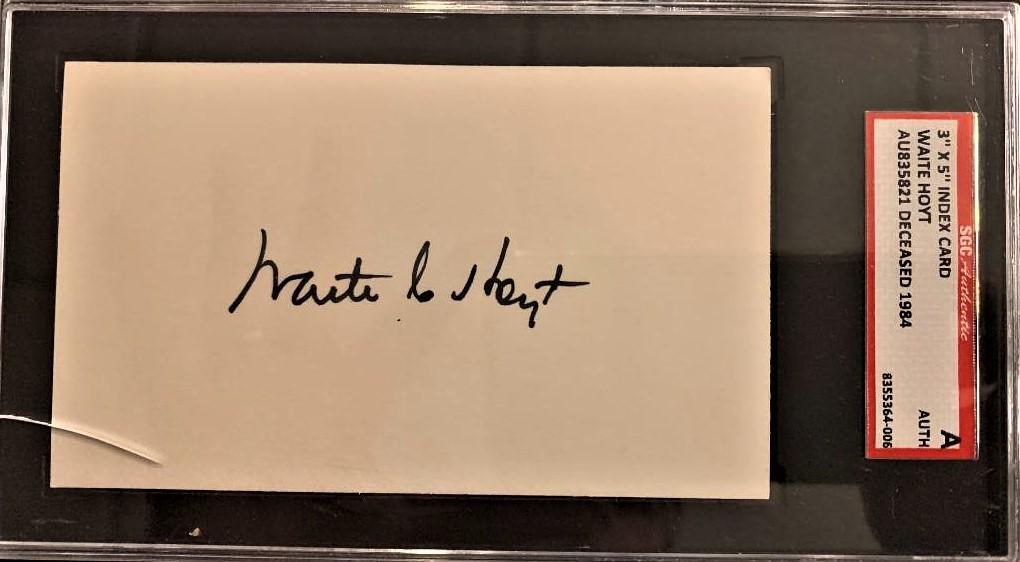 Waite C Hoyt
SGC Authentic
3" X 5" INDEX CARD
WAITE HOYT
AU835821 DECEASED 1984
A
AUTH
8355364-006